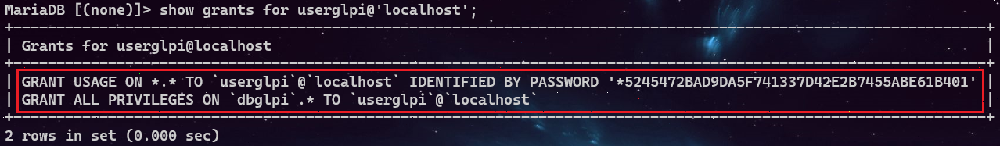 MariaDB [(none)]> show grants for userglpi@'localhost';
+---------------------------------------------------------------------------------------------------------------+
| Grants for userglpi@localhost |
+---------------------------------------------------------------------------------------------------------------+
| GRANT USAGE ON *.* TO `userglpi`@`localhost` IDENTIFIED BY PASSWORD '*5245472BAD9DA5F741337D42E2B7455ABE61B401' |
| GRANT ALL PRIVILEGES ON `dbglpi`.* TO `userglpi`@`localhost` |
+---------------------------------------------------------------------------------------------------------------+
2 rows in set (0.000 sec)